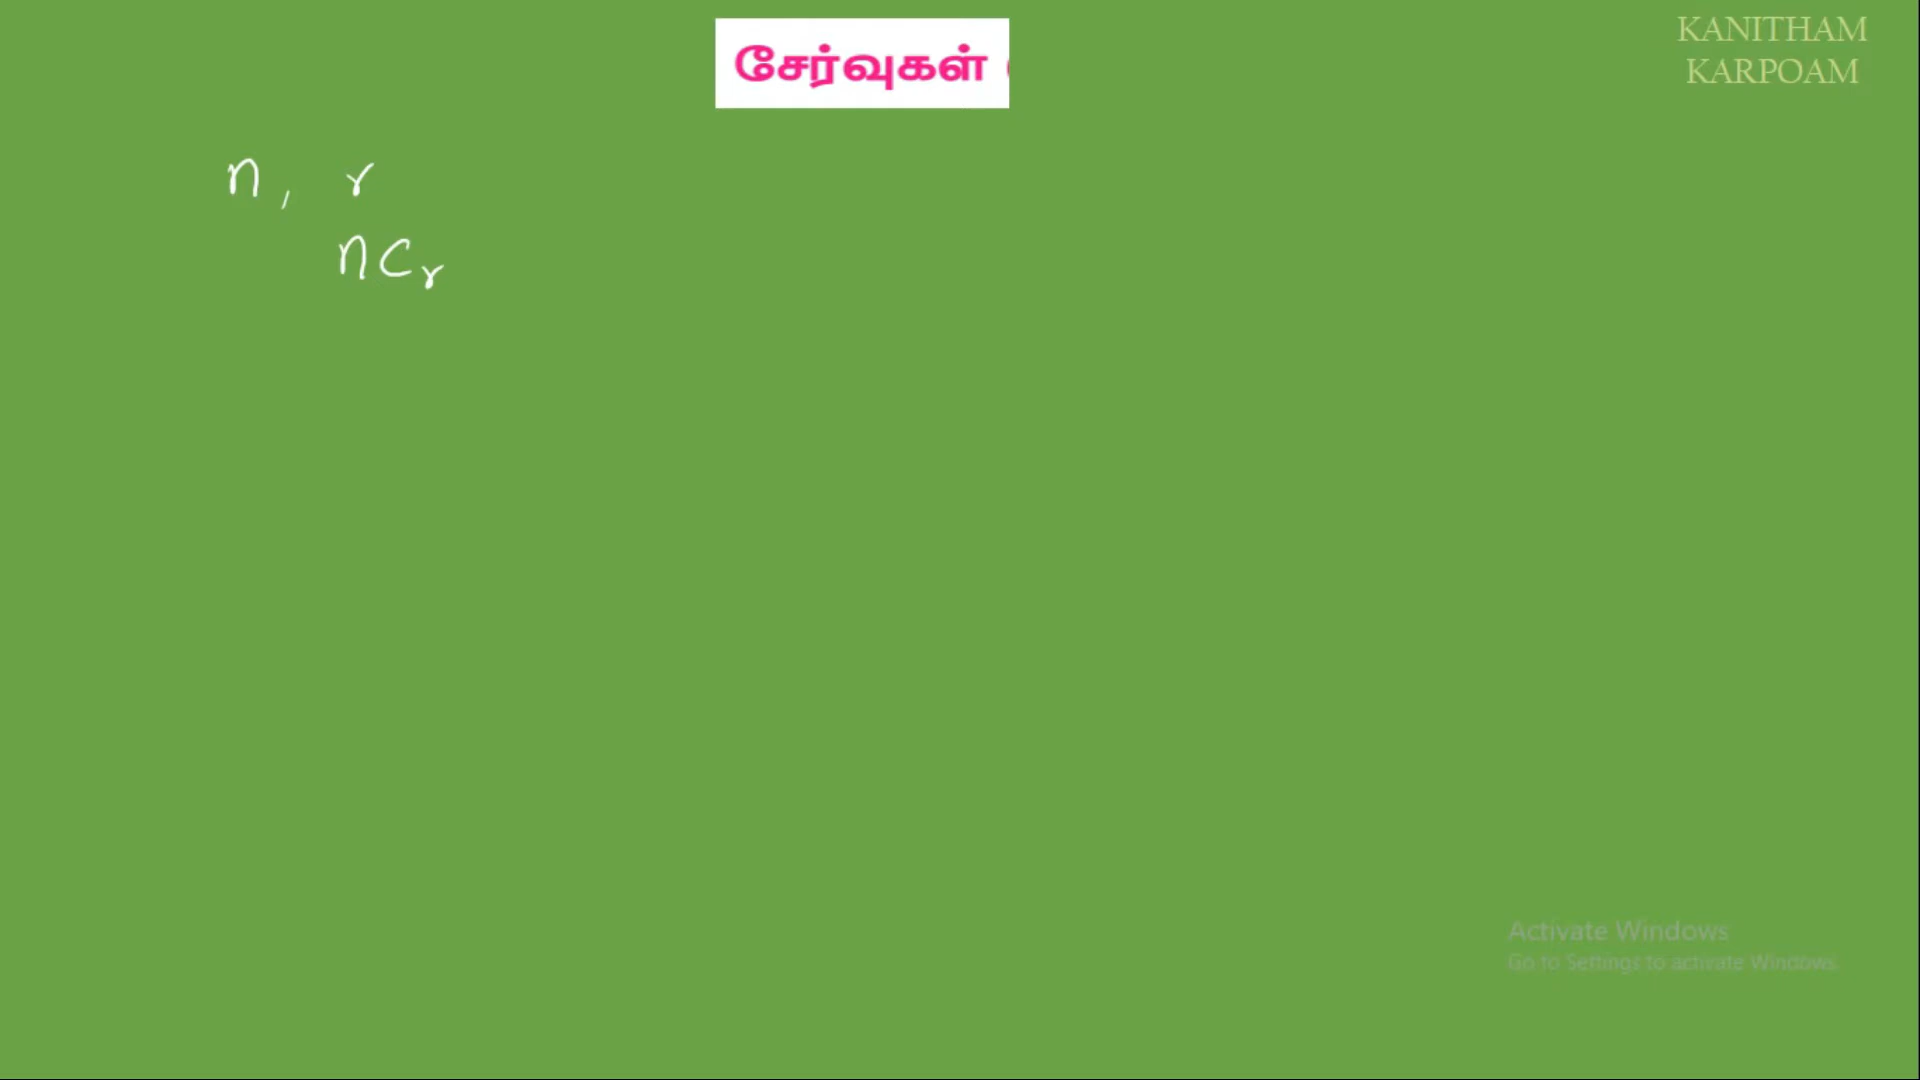 சேர்வுகள்
KANITHAM
KARPOAM
n, r
nCr
Activate Windows
Go to Settings to activate Windows.